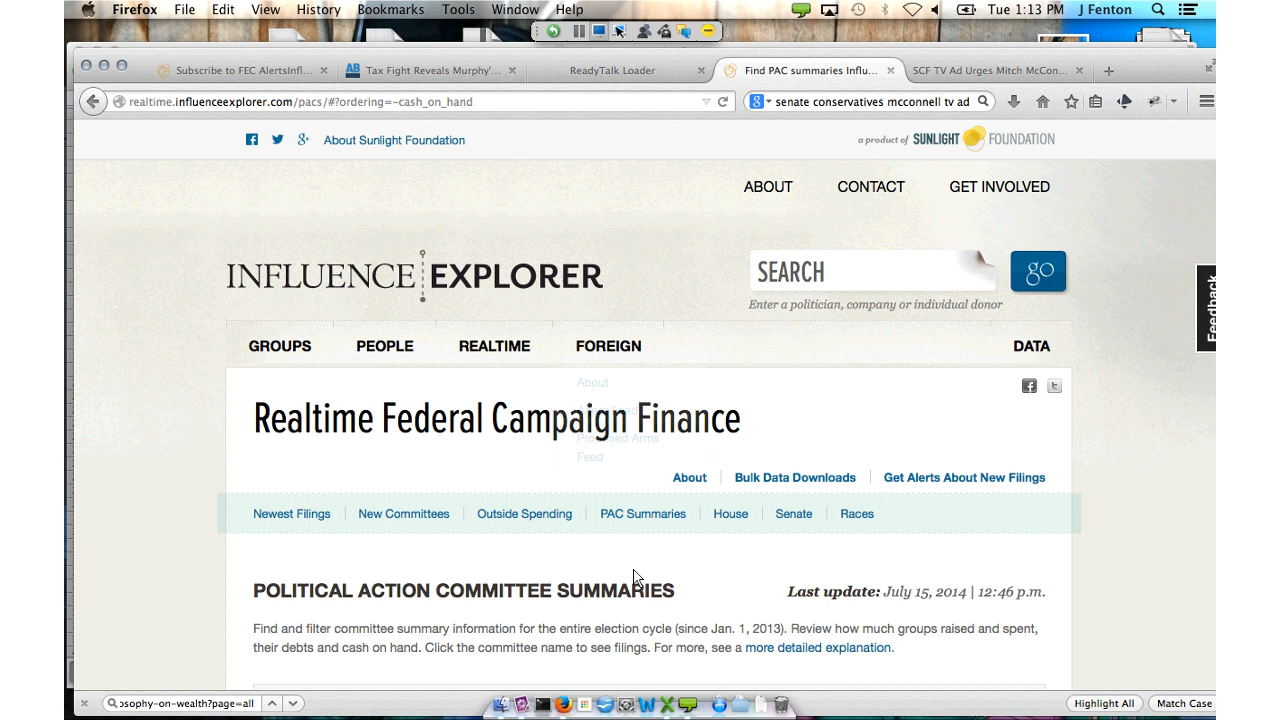 Firefox File Edit View History Bookmarks Tools Window Help Tue 1:13 PM J Fenton
Subscribe to FEC AlertsInfl... Tax Fight Reveals Murphy'... ReadyTalk Loader Find PAC summaries Influ... SCF TV Ad Urges Mitch McCon...
realtime.influenceexplorer.com/pacs/#?ordering=-cash_on_hand senate conservatives mcconnell tv ad
About Sunlight Foundation a product of SUNLIGHT FOUNDATION
ABOUT CONTACT GET INVOLVED
INFLUENCE EXPLORER SEARCH go
Enter a politician, company or individual donor
Feedback
GROUPS PEOPLE REALTIME FOREIGN DATA
About
Realtime Federal Campaign Finance
Arms
Feed
About Bulk Data Downloads Get Alerts About New Filings
Newest Filings New Committees Outside Spending PAC Summaries House Senate Races
POLITICAL ACTION COMMITTEE SUMMARIES Last update: July 15, 2014 | 12:46 p.m.
Find and filter committee summary information for the entire election cycle (since Jan. 1, 2013). Review how much groups raised and spent,
their debts and cash on hand. Click the committee name to see filings. For more, see a more detailed explanation.
osophy-on-wealth?page=all Highlight All Match Case